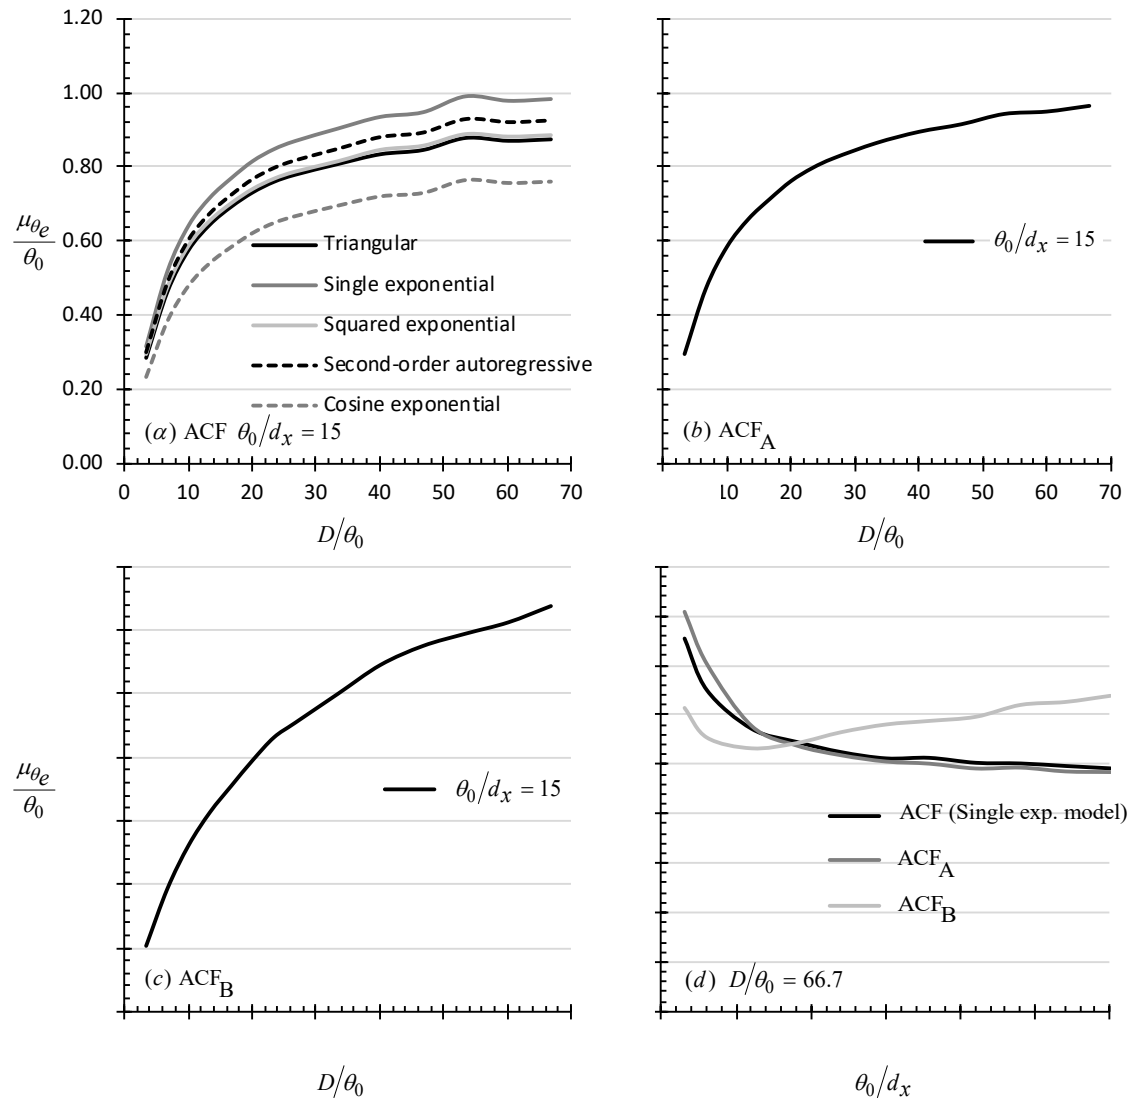 1.20
1.00
0.80
0.60
0.40
0.20
0.00
μθe/θ0
Triangular
Single exponential
Squared exponential
Second-order autoregressive
Cosine exponential
(α) ACF θ0/dx = 15
0 10 20 30 40 50 60 70
D/θ0
θ0/dx = 15
(b) ACFA
10 20 30 40 50 60 70
D/θ0
μθe/θ0
θ0/dx = 15
(c) ACFB
D/θ0
ACF (Single exp. model)
ACFA
ACFB
(d) D/θ0 = 66.7
θ0/dx